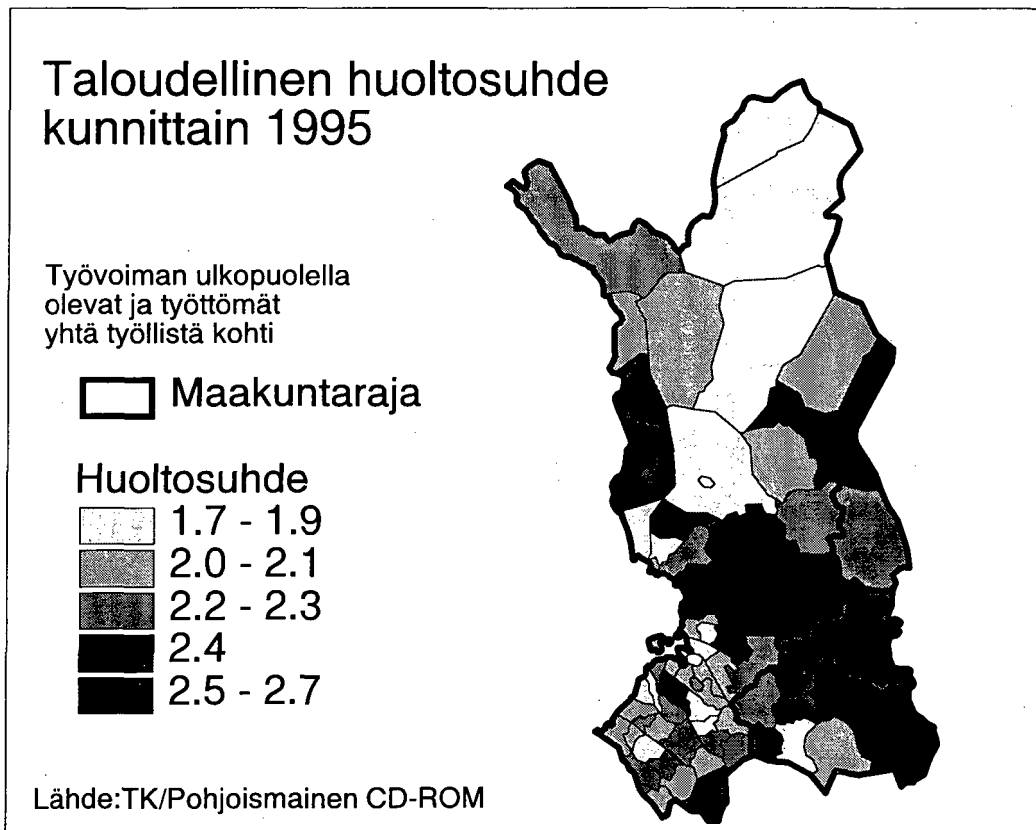 Taloudellinen huoltosuhde
kunnittain 1995
Työvoiman ulkopuolella
olevat ja työttömät
yhtä työllistä kohti
Maakuntaraja
Huoltosuhde
1.7 - 1.9
2.0 - 2.1
2.2 - 2.3
2.4
2.5 - 2.7
Lähde:TK/Pohjoismainen CD-ROM